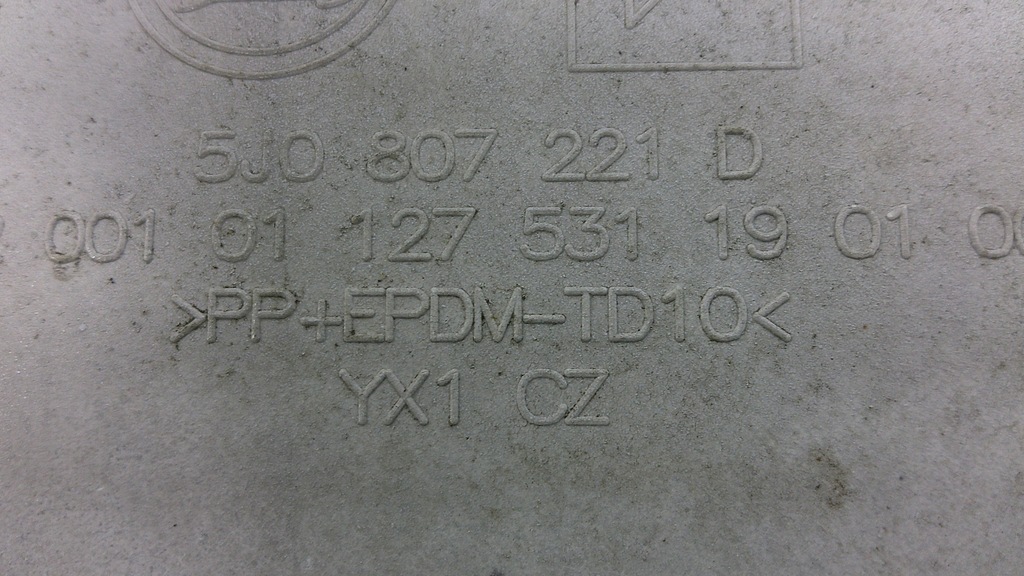 5J0 807 221 D
001 01 127 531 19 01
>PP+EPDM-TD10<
YX1 CZ